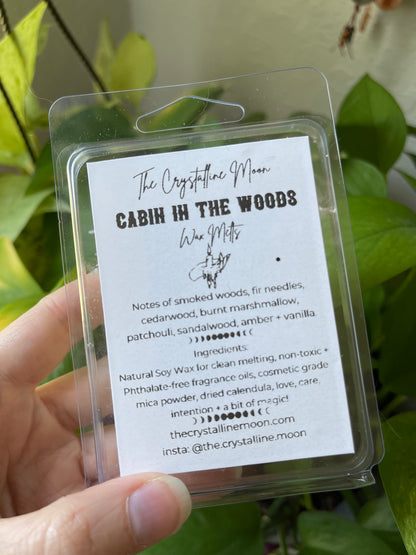 The Crystalline Moon
CABIN IN THE WOODS
Wax Melts
Notes of smoked woods, fir needles,
cedarwood, burnt marshmallow,
patchouli, sandalwood, amber + vanilla.
Ingredients:
Natural Soy Wax for clean melting, non-toxic +
Phthalate-free fragrance oils, cosmetic grade
mica powder, dried calendula, love, care,
intention + a bit of magic!
thecrystallinemoon.com
insta: @the.crystalline.moon